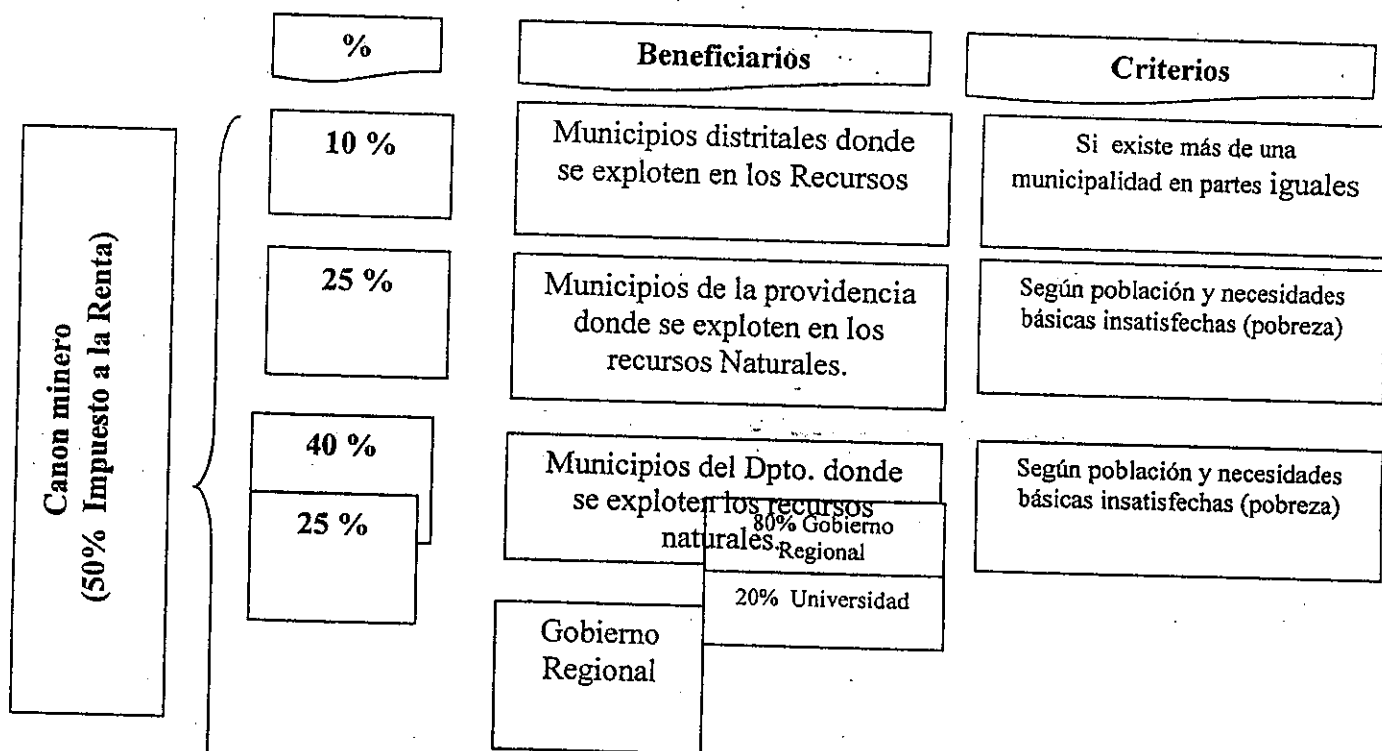 %
Beneficiarios
Criterios
Canon minero
(50% Impuesto a la Renta)
10 %
Municipios distritales donde
se exploten en los Recursos
Si existe más de una
municipalidad en partes iguales
25 %
Municipios de la providencia
donde se exploten en los
recursos Naturales.
Según población y necesidades
básicas insatisfechas (pobreza)
40 %
Municipios del Dpto. donde
se exploten los recursos
naturales.
Según población y necesidades
básicas insatisfechas (pobreza)
25 %
Gobierno
Regional
80% Gobierno
Regional
20% Universidad